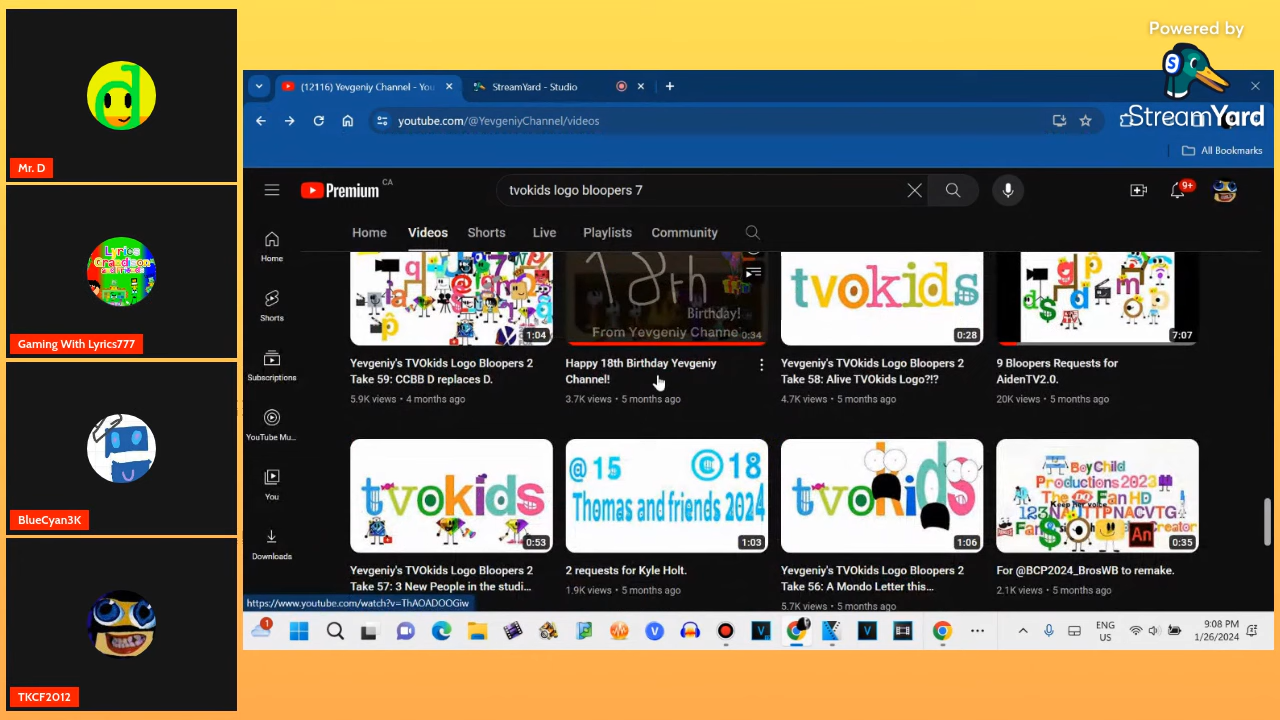 Powered by
StreamYard
Mr. D
Lyrics
Gaming With Lyrics777
BlueCyan3K
TKCF2012
(12116) Yevgeniy Channel - You
StreamYard - Studio
youtube.com/@YevgeniyChannel/videos
All Bookmarks
Premium CA
tvokids logo bloopers 7
9+
Home Videos Shorts Live Playlists Community
Home
Shorts
Subscriptions
YouTube Mu...
You
Downloads
1:04
18th
Birthday!
From Yevgeniy Channe
0:34
tvokids
0:28
7:07
Yevgeniy's TVOkids Logo Bloopers 2
Take 59: CCBB D replaces D.
5.9K views • 4 months ago
Happy 18th Birthday Yevgeniy
Channel!
3.7K views • 5 months ago
Yevgeniy's TVOkids Logo Bloopers 2
Take 58: Alive TVOkids Logo?!?
4.7K views • 5 months ago
9 Bloopers Requests for
AidenTV2.0.
20K views • 5 months ago
tvokids
0:53
@ 15 © 18
Thomas and friends 2024
1:03
tvokids
1:06
Boy Child
Productions 2023
The Fan HD
Keep her voice
An
0:35
Yevgeniy's TVOkids Logo Bloopers 2
Take 57: 3 New People in the studi...
2 requests for Kyle Holt.
1.9K views • 5 months ago
Yevgeniy's TVOkids Logo Bloopers 2
Take 56: A Mondo Letter this...
5.7K views • 5 months ago
For @BCP2024_BrosWB to remake.
2.1K views • 5 months ago
https://www.youtube.com/watch?v=ThAOADOOGiw
ENG
US
9:08 PM
1/26/2024